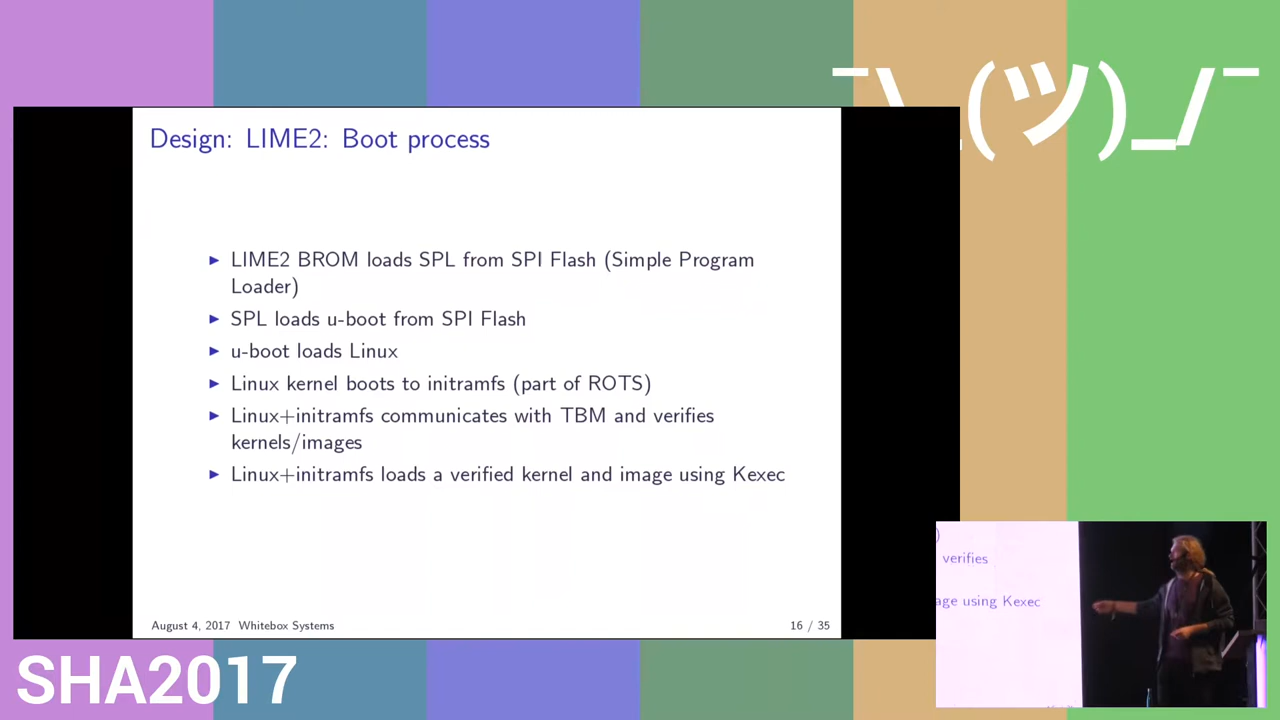 ¯\_(ツ)_/¯
Design: LIME2: Boot process
LIME2 BROM loads SPL from SPI Flash (Simple Program
Loader)
SPL loads u-boot from SPI Flash
u-boot loads Linux
Linux kernel boots to initramfs (part of ROTS)
Linux+initramfs communicates with TBM and verifies
kernels/images
Linux+initramfs loads a verified kernel and image using Kexec
August 4, 2017 Whitebox Systems
16 / 35
)
verifies
age using Kexec
SHA2017